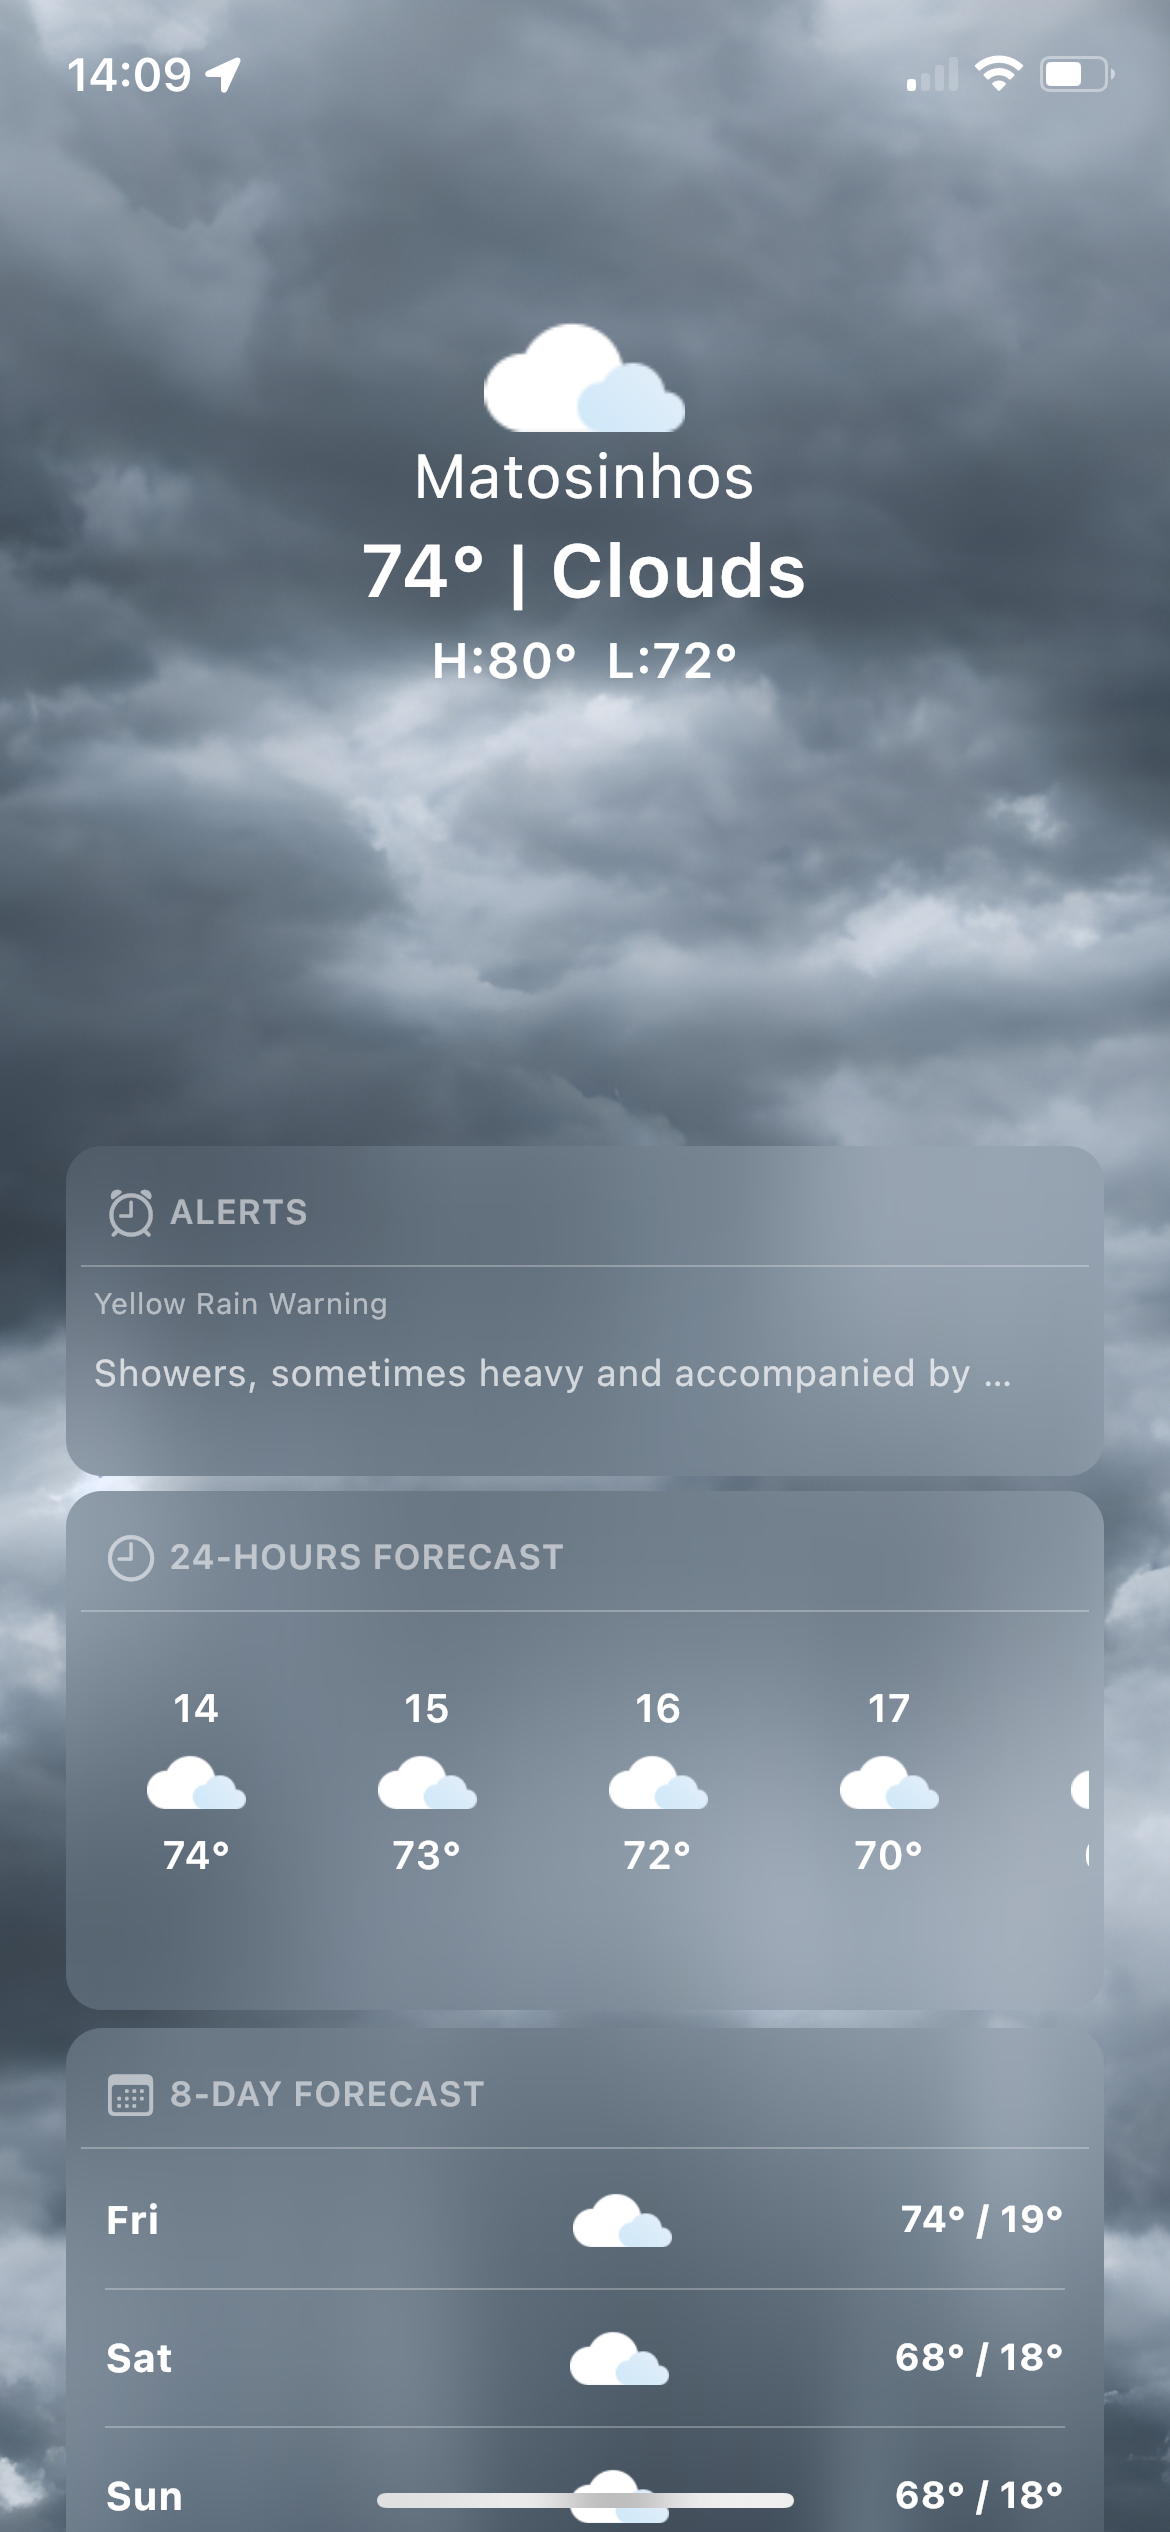 14:09
Matosinhos
74° | Clouds
H:80° L:72°
ALERTS
Yellow Rain Warning
Showers, sometimes heavy and accompanied by ...
24-HOURS FORECAST
14 15 16 17
74° 73° 72° 70°
8-DAY FORECAST
Fri 74° / 19°
Sat 68° / 18°
Sun 68° / 18°